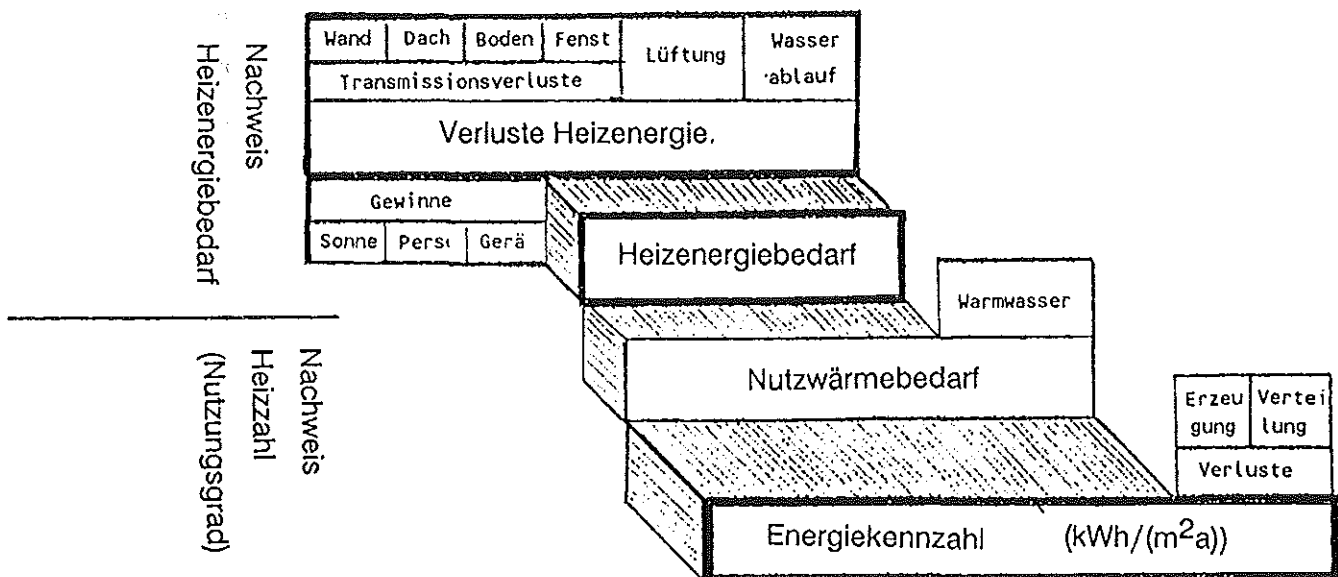 Nachweis
Heizenergiebedarf
Wand Dach Boden Fenst
Lüftung
Wasser
ablauf
Transmissionsverluste
Verluste Heizenergie.
Gewinne
Sonne Pers Gerä
Heizenergiebedarf
Warmwasser
Nachweis
Heizzahl
(Nutzungsgrad)
Nutzwärmebedarf
Erzeu Vertei
gung lung
Verluste
Energiekennzahl (kWh/(m²a))